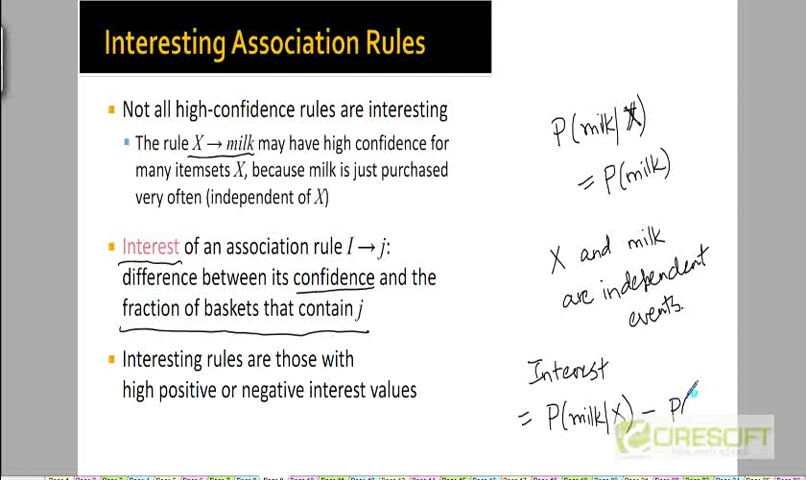 Interesting Association Rules
Not all high-confidence rules are interesting
The rule X → milk may have high confidence for
many itemsets X, because milk is just purchased
very often (independent of X)
Interest of an association rule I → j:
difference between its confidence and the
fraction of baskets that contain j
Interesting rules are those with
high positive or negative interest values
P(milk|X)
= P(milk)
X and milk
are independent
events.
Interest
= P(milk|X) - P(
CIRESOFT